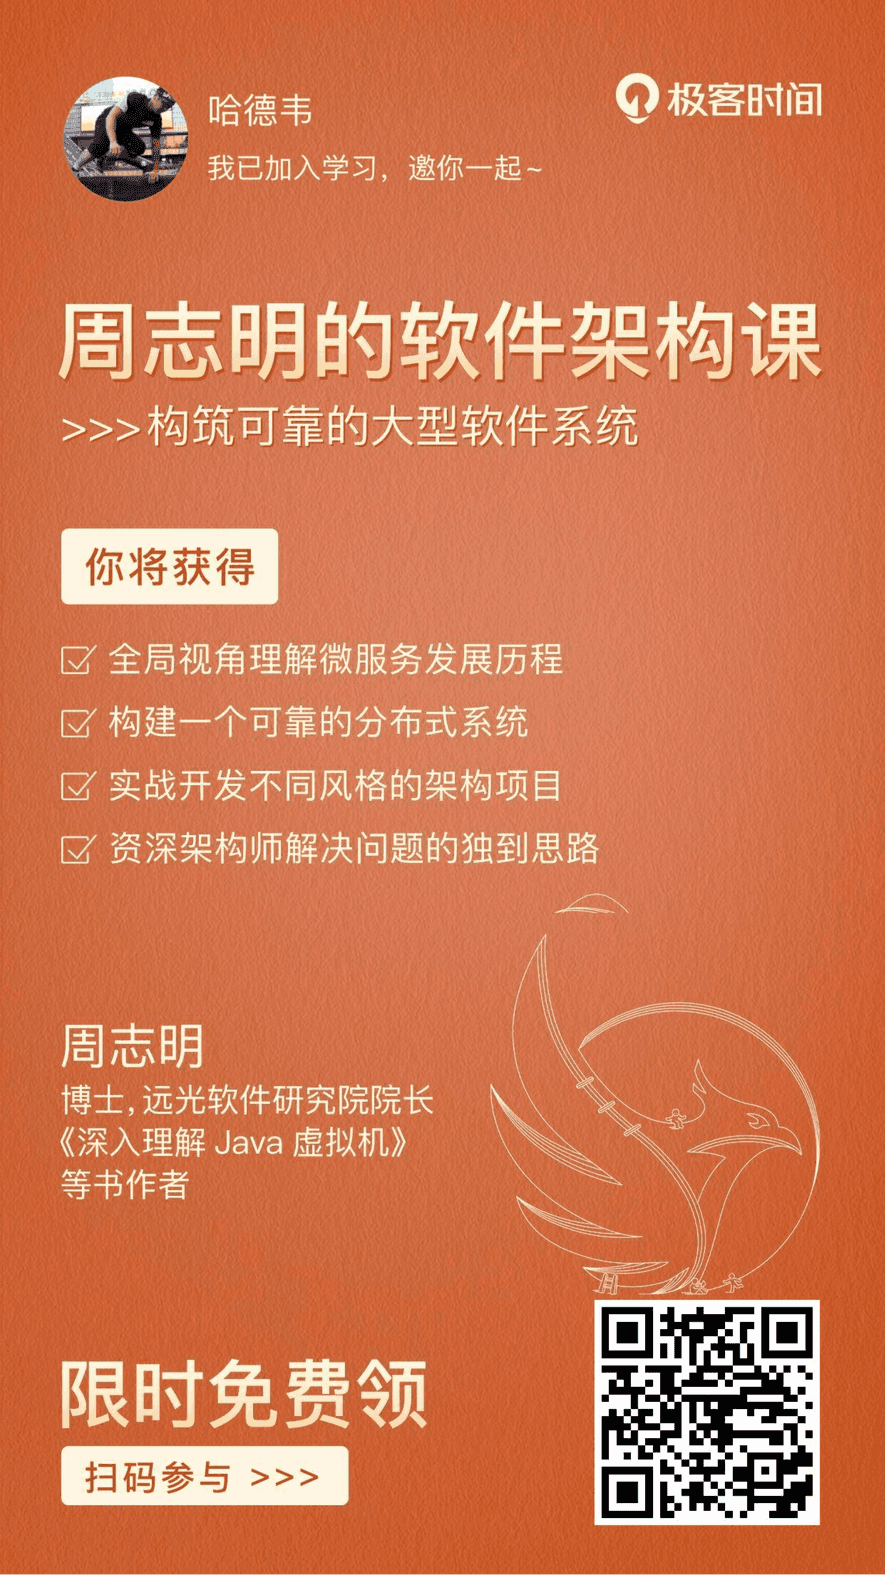 哈德韦
极客时间
我已加入学习，邀你一起~
周志明的软件架构课
>>>构筑可靠的大型软件系统
你将获得
全局视角理解微服务发展历程
构建一个可靠的分布式系统
实战开发不同风格的架构项目
资深架构师解决问题的独到思路
周志明
博士，远光软件研究院院长
《深入理解 Java 虚拟机》
等书作者
限时免费领
扫码参与 >>>